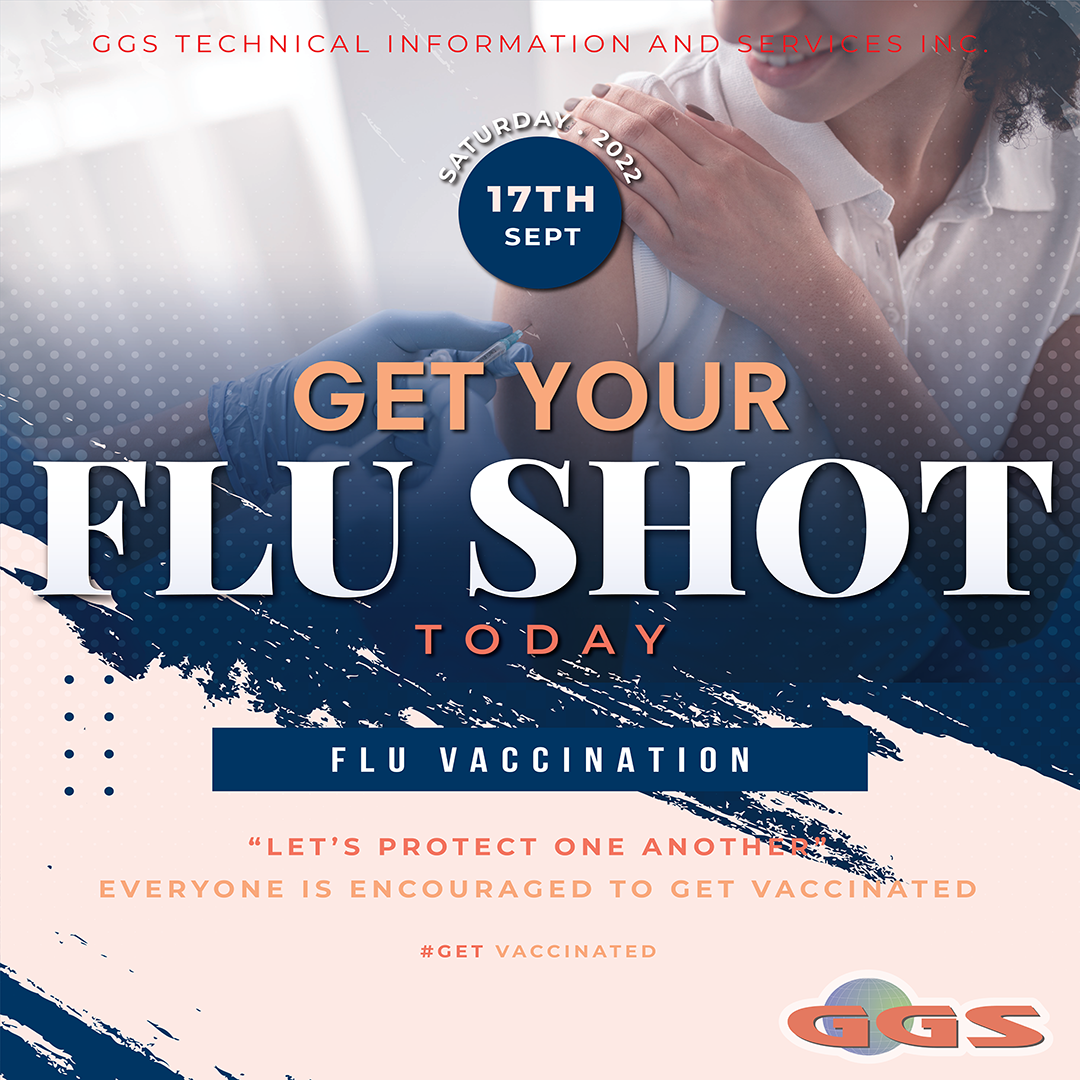 GGS TECHNICAL INFORMATION AND SERVICES INC.
SATURDAY . 2022
17TH
SEPT
GET YOUR
FLU SHOT
TODAY
FLU VACCINATION
“LET’S PROTECT ONE ANOTHER”
EVERYONE IS ENCOURAGED TO GET VACCINATED
#GET VACCINATED
GGS